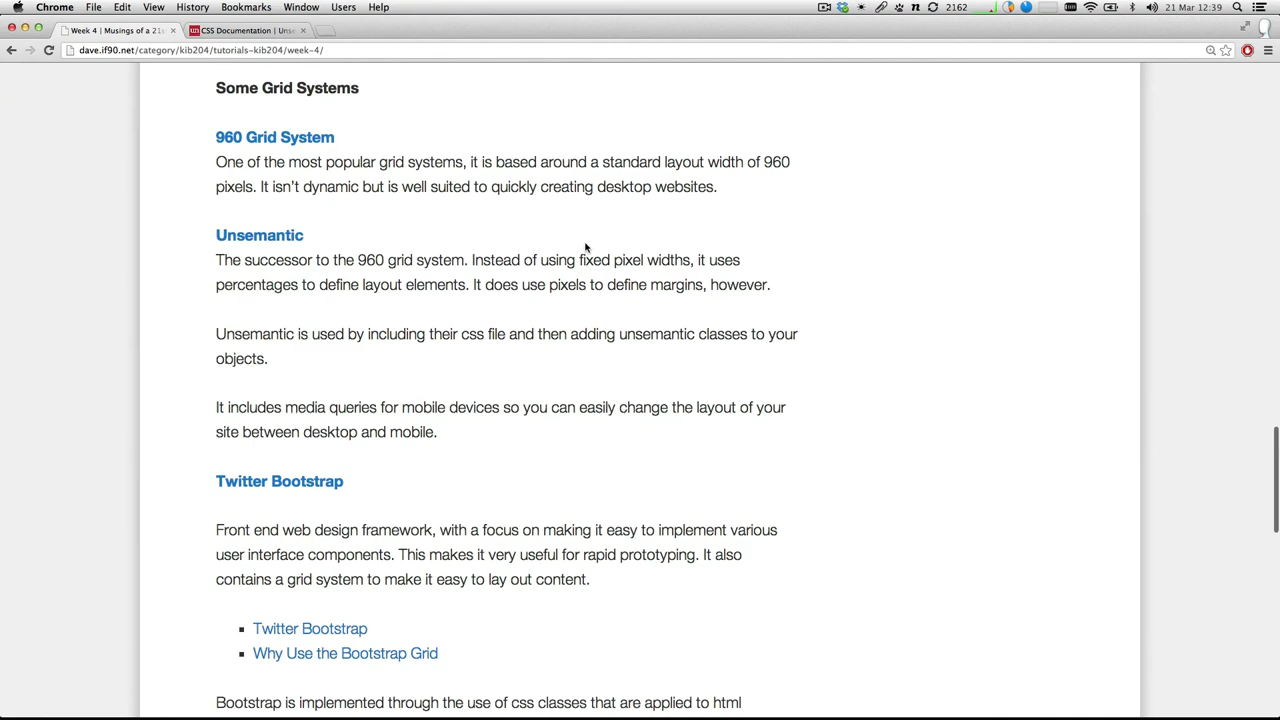 Chrome File Edit View History Bookmarks Window Users Help 2162 21 Mar 12:39
Week 4 | Musings of a 21s
un CSS Documentation | Uns
dave.if90.net/category/kib204/tutorials-kib204/week-4/
Some Grid Systems
960 Grid System
One of the most popular grid systems, it is based around a standard layout width of 960
pixels. It isn't dynamic but is well suited to quickly creating desktop websites.
Unsemantic
The successor to the 960 grid system. Instead of using fixed pixel widths, it uses
percentages to define layout elements. It does use pixels to define margins, however.
Unsemantic is used by including their css file and then adding unsemantic classes to your
objects.
It includes media queries for mobile devices so you can easily change the layout of your
site between desktop and mobile.
Twitter Bootstrap
Front end web design framework, with a focus on making it easy to implement various
user interface components. This makes it very useful for rapid prototyping. It also
contains a grid system to make it easy to lay out content.
Twitter Bootstrap
Why Use the Bootstrap Grid
Bootstrap is implemented through the use of css classes that are applied to html